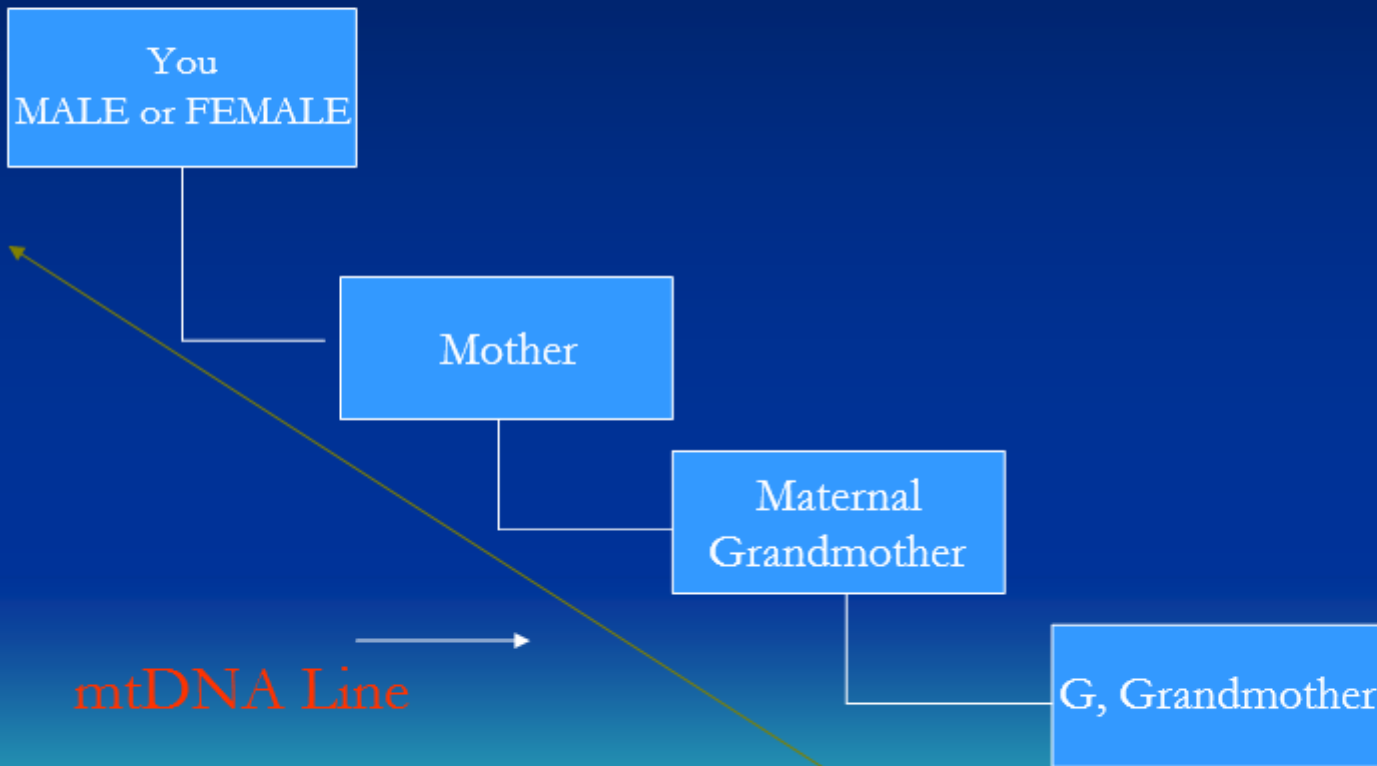 You
MALE or FEMALE
Mother
Maternal
Grandmother
mtDNA Line
G, Grandmother